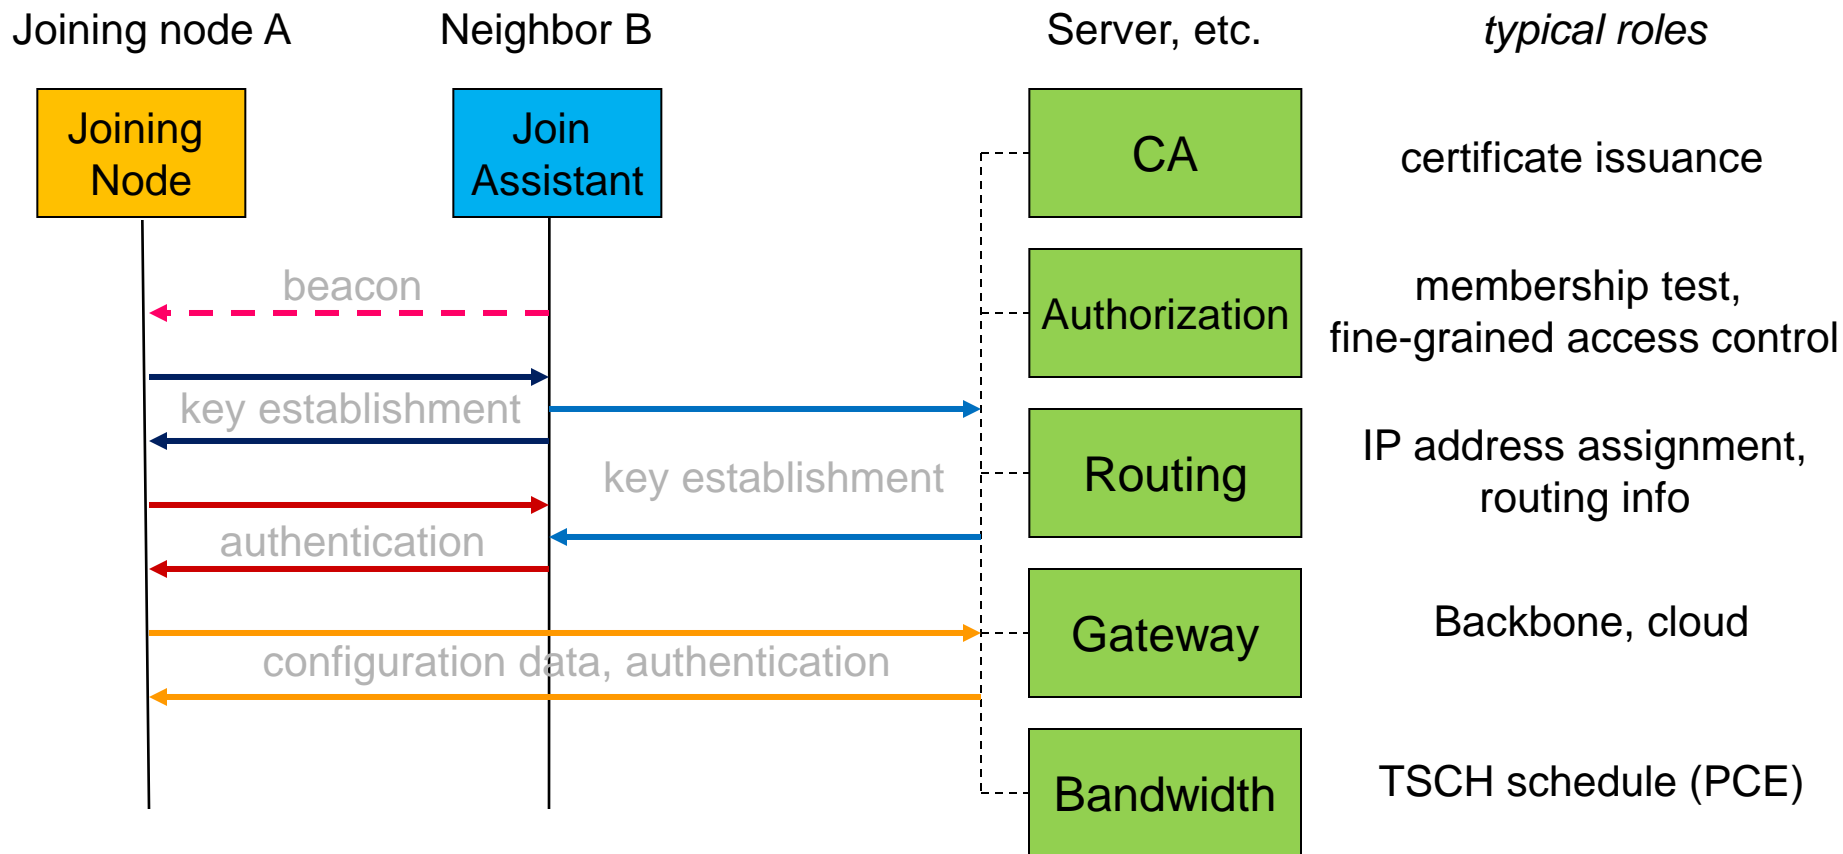 Joining node A
Neighbor B
Server, etc.
typical roles
Joining
Node
Join
Assistant
CA
certificate issuance
beacon
Authorization
membership test,
fine-grained access control
key establishment
key establishment
Routing
IP address assignment,
routing info
authentication
configuration data, authentication
Gateway
Backbone, cloud
Bandwidth
TSCH schedule (PCE)